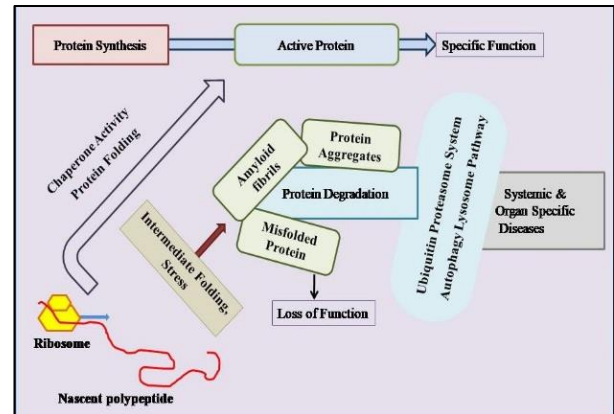 Protein Synthesis
Active Protein
Specific Function
Chaperone Activity
Protein Folding
Protein
Aggregates
Amyloid
fibrils
Protein Degradation
Misfolded
Protein
Intermediate Folding,
Stress
Ubiquitin Proteasome System
Autophagy Lysosome Pathway
Systemic &
Organ Specific
Diseases
Loss of Function
Ribosome
Nascent polypeptide